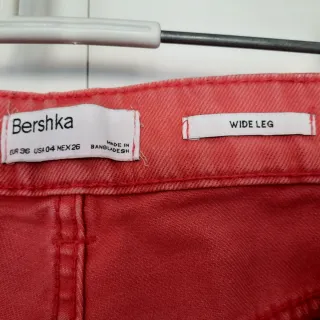 Bershka
WIDE LEG
MADE IN
BANGLADESH
EUR 36 USA 04 MEX 26